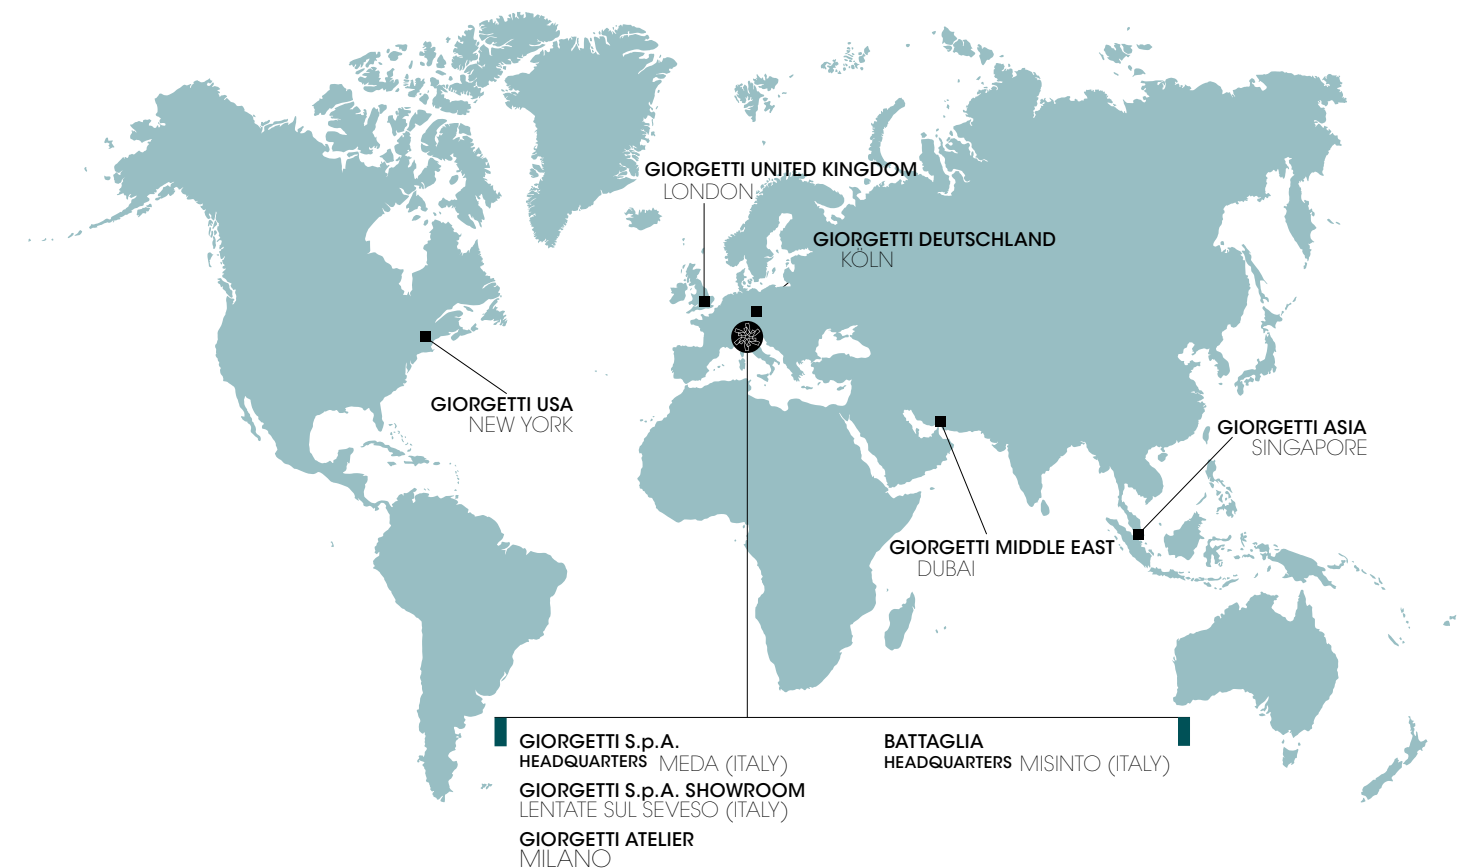 GIORGETTI UNITED KINGDOM
LONDON
GIORGETTI DEUTSCHLAND
KÖLN
GIORGETTI USA
NEW YORK
GIORGETTI ASIA
SINGAPORE
GIORGETTI MIDDLE EAST
DUBAI
GIORGETTI S.p.A.
HEADQUARTERS MEDA (ITALY)
GIORGETTI S.p.A. SHOWROOM
LENTATE SUL SEVESO (ITALY)
GIORGETTI ATELIER
MILANO
BATTAGLIA
HEADQUARTERS MISINTO (ITALY)